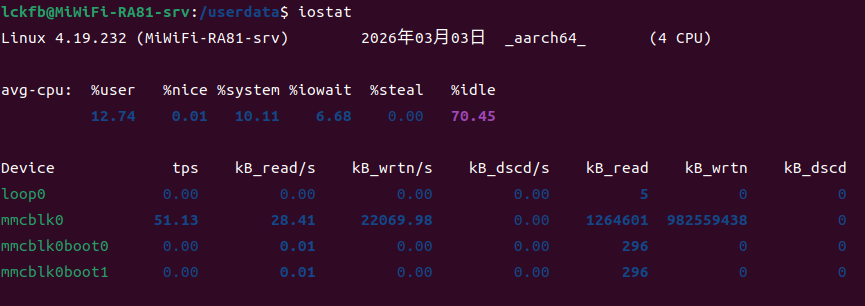 lckfb@MiWiFi-RA81-srv:/userdata$ iostat
Linux 4.19.232 (MiWiFi-RA81-srv) 2026年03月03日 _aarch64_ (4 CPU)
avg-cpu: %user %nice %system %iowait %steal %idle
12.74 0.01 10.11 6.68 0.00 70.45
Device tps kB_read/s kB_wrtn/s kB_dscd/s kB_read kB_wrtn kB_dscd
loop0 0.00 0.00 0.00 0.00 5 0 0
mmcblk0 51.13 28.41 22069.98 0.00 1264601 982559438 0
mmcblk0boot0 0.00 0.01 0.00 0.00 296 0 0
mmcblk0boot1 0.00 0.01 0.00 0.00 296 0 0